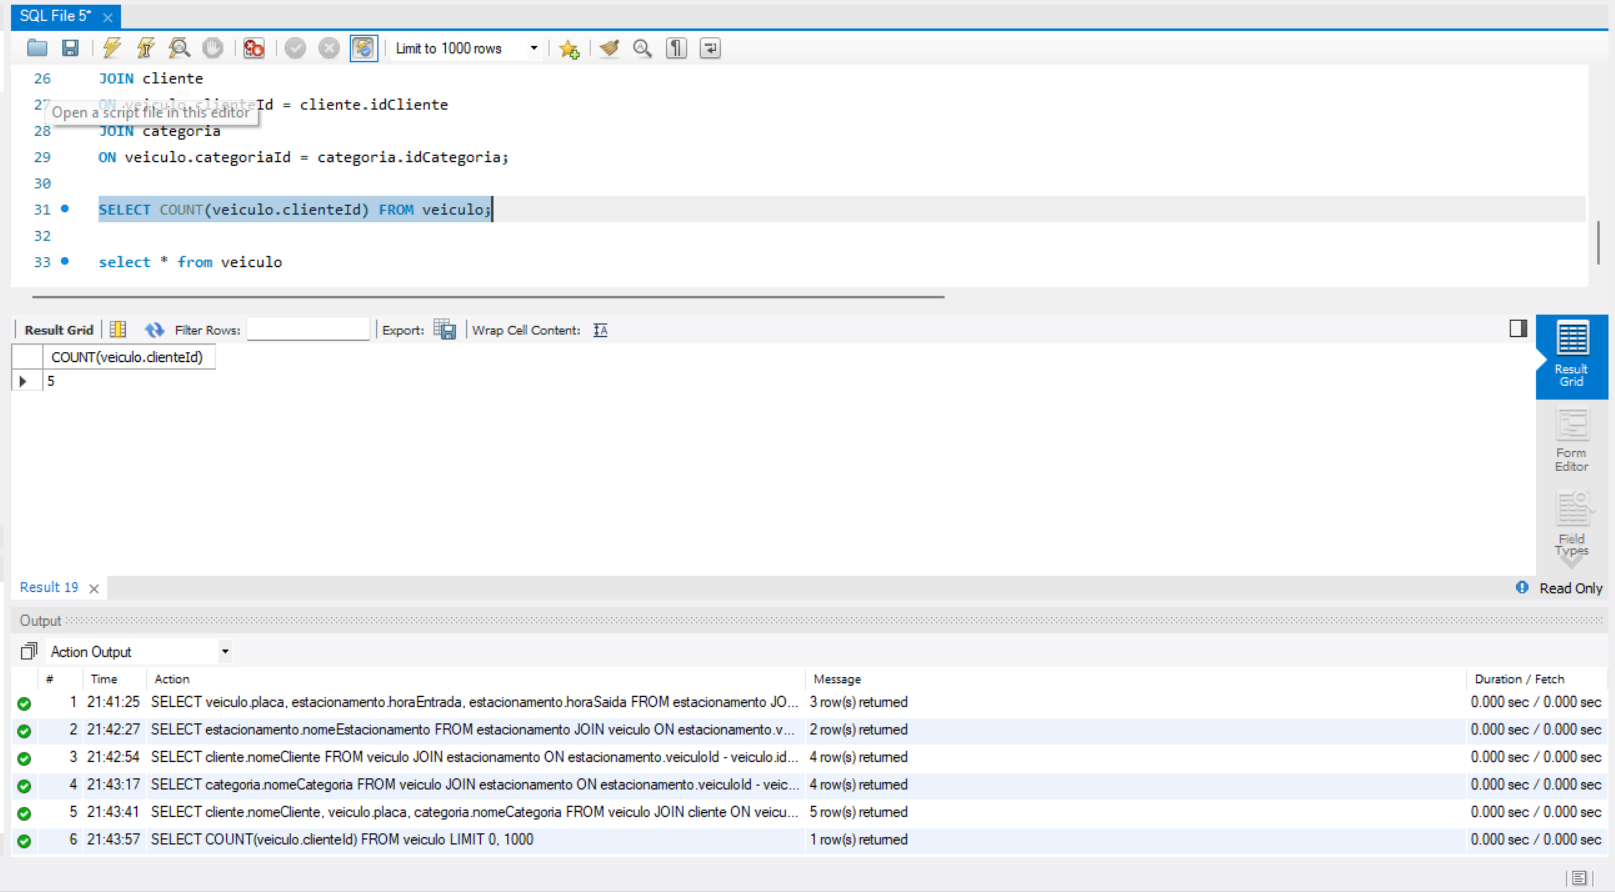 SQL File 5*
Limit to 1000 rows
26 JOIN cliente
27 ON veiculo.clienteId = cliente.idCliente
Open a script file in this editor
28 JOIN categoria
29 ON veiculo.categoriaId = categoria.idCategoria;
30
31 SELECT COUNT(veiculo.clienteId) FROM veiculo;
32
33 select * from veiculo
Result Grid Filter Rows: Export: Wrap Cell Content:
COUNT(veiculo.clienteId)
5
Result Grid
Form Editor
Field Types
Result 19 Read Only
Output
Action Output
# Time Action Message Duration / Fetch
1 21:41:25 SELECT veiculo.placa, estacionamento.horaEntrada, estacionamento.horaSaida FROM estacionamento JO... 3 row(s) returned 0.000 sec / 0.000 sec
2 21:42:27 SELECT estacionamento.nomeEstacionamento FROM estacionamento JOIN veiculo ON estacionamento.v... 2 row(s) returned 0.000 sec / 0.000 sec
3 21:42:54 SELECT cliente.nomeCliente FROM veiculo JOIN estacionamento ON estacionamento.veiculoId - veiculo.id... 4 row(s) returned 0.000 sec / 0.000 sec
4 21:43:17 SELECT categoria.nomeCategoria FROM veiculo JOIN estacionamento ON estacionamento.veiculoId - veic... 4 row(s) returned 0.000 sec / 0.000 sec
5 21:43:41 SELECT cliente.nomeCliente, veiculo.placa, categoria.nomeCategoria FROM veiculo JOIN cliente ON veicu... 5 row(s) returned 0.000 sec / 0.000 sec
6 21:43:57 SELECT COUNT(veiculo.clienteId) FROM veiculo LIMIT 0, 1000 1 row(s) returned 0.000 sec / 0.000 sec